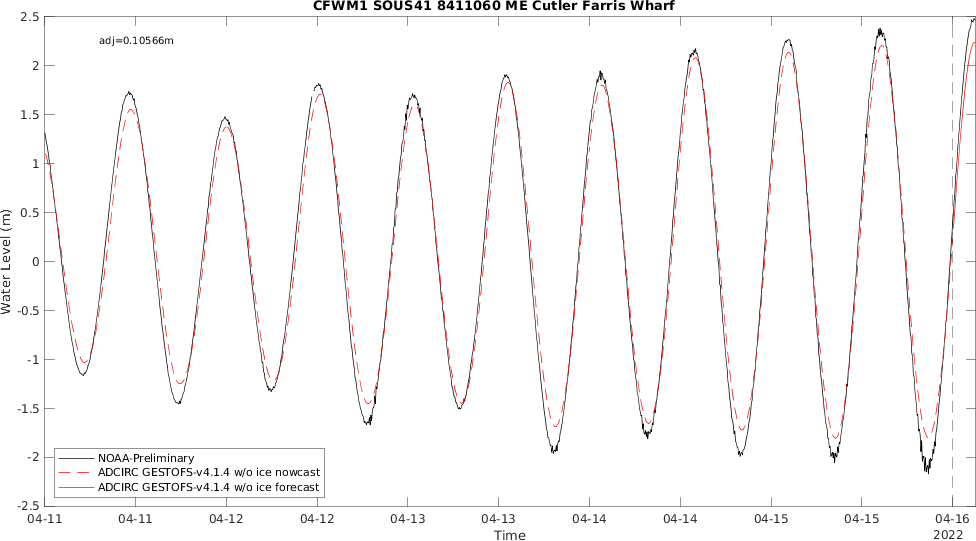 CFWM1 SOUS41 8411060 ME Cutler Farris Wharf
adj=0.10566m
2.5
2
1.5
1
0.5
0
-0.5
-1
-1.5
-2
-2.5
Water Level (m)
NOAA-Preliminary
ADCIRC GESTOFS-v4.1.4 w/o ice nowcast
ADCIRC GESTOFS-v4.1.4 w/o ice forecast
04-11 04-11 04-12 04-12 04-13 04-13 04-14 04-14 04-15 04-15 04-16
Time
2022